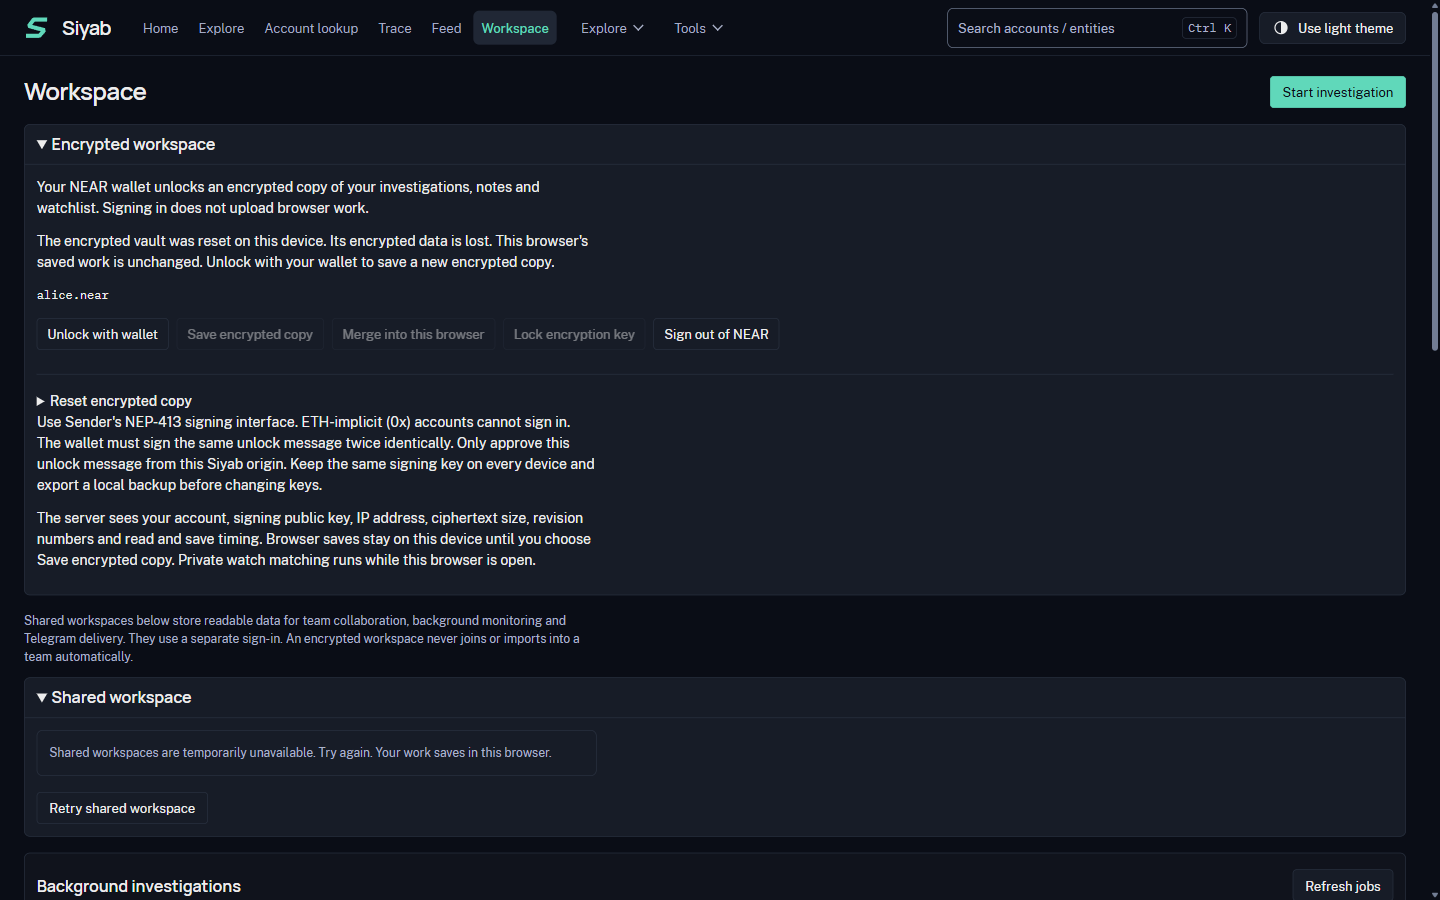 Siyab
Home
Explore
Account lookup
Trace
Feed
Workspace
Explore
Tools
Search accounts / entities
Ctrl K
Use light theme
Workspace
Start investigation
Encrypted workspace
Your NEAR wallet unlocks an encrypted copy of your investigations, notes and
watchlist. Signing in does not upload browser work.
The encrypted vault was reset on this device. Its encrypted data is lost. This browser's
saved work is unchanged. Unlock with your wallet to save a new encrypted copy.
alice.near
Unlock with wallet
Save encrypted copy
Merge into this browser
Lock encryption key
Sign out of NEAR
Reset encrypted copy
Use Sender's NEP-413 signing interface. ETH-implicit (0x) accounts cannot sign in.
The wallet must sign the same unlock message twice identically. Only approve this
unlock message from this Siyab origin. Keep the same signing key on every device and
export a local backup before changing keys.
The server sees your account, signing public key, IP address, ciphertext size, revision
numbers and read and save timing. Browser saves stay on this device until you choose
Save encrypted copy. Private watch matching runs while this browser is open.
Shared workspaces below store readable data for team collaboration, background monitoring and
Telegram delivery. They use a separate sign-in. An encrypted workspace never joins or imports into a
team automatically.
Shared workspace
Shared workspaces are temporarily unavailable. Try again. Your work saves in this browser.
Retry shared workspace
Background investigations
Refresh jobs